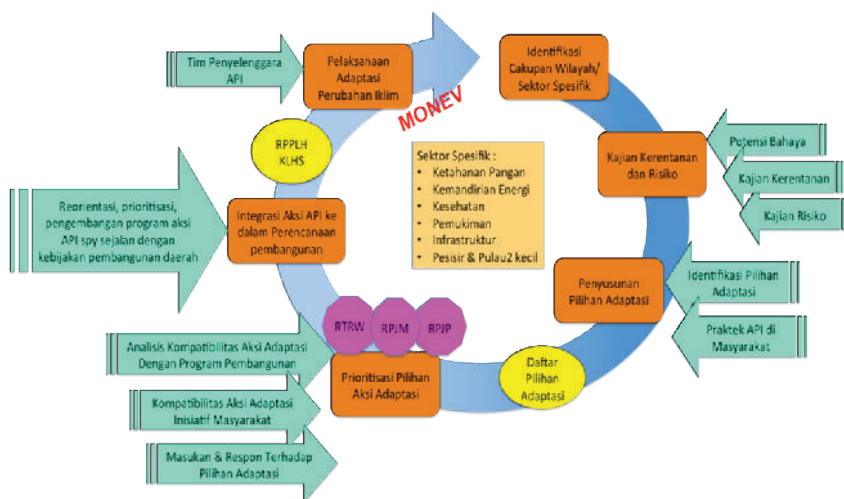 Tim Penyelenggara
API
Pelaksanaan
Adaptasi
Perubahan Iklim
MONEV
Identifikasi
Cakupan Wilayah/
Sektor Spesifik
RPPLH
KLHS
Sektor Spesifik :
• Ketahanan Pangan
• Kemandirian Energi
• Kesehatan
• Pemukiman
• Infrastruktur
• Pesisir & Pulau2 kecil
Kajian Kerentanan
dan Risiko
Potensi Bahaya
Kajian Kerentanan
Kajian Risiko
Reorientasi, prioritisasi,
pengembangan program aksi
API spy sejalan dengan
kebijakan pembangunan daerah
Integrasi Aksi API ke
dalam Perencanaan
pembangunan
Penyusunan
Pilihan Adaptasi
Identifikasi Pilihan
Adaptasi
Praktek API di
Masyarakat
RTRW
RPJM
RPJP
Analisis Kompatibilitas Aksi Adaptasi
Dengan Program Pembangunan
Prioritisasi Pilihan
Aksi Adaptasi
Daftar
Pilihan
Adaptasi
Kompatibilitas Aksi Adaptasi
Inisiatif Masyarakat
Masukan & Respon Terhadap
Pilihan Adaptasi